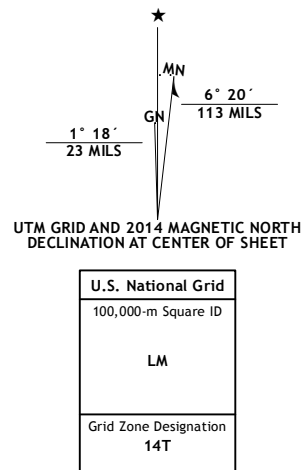 ★
MN
GN
6° 20´
113 MILS
1° 18´
23 MILS
UTM GRID AND 2014 MAGNETIC NORTH
DECLINATION AT CENTER OF SHEET
U.S. National Grid
100,000-m Square ID
LM
Grid Zone Designation
14T